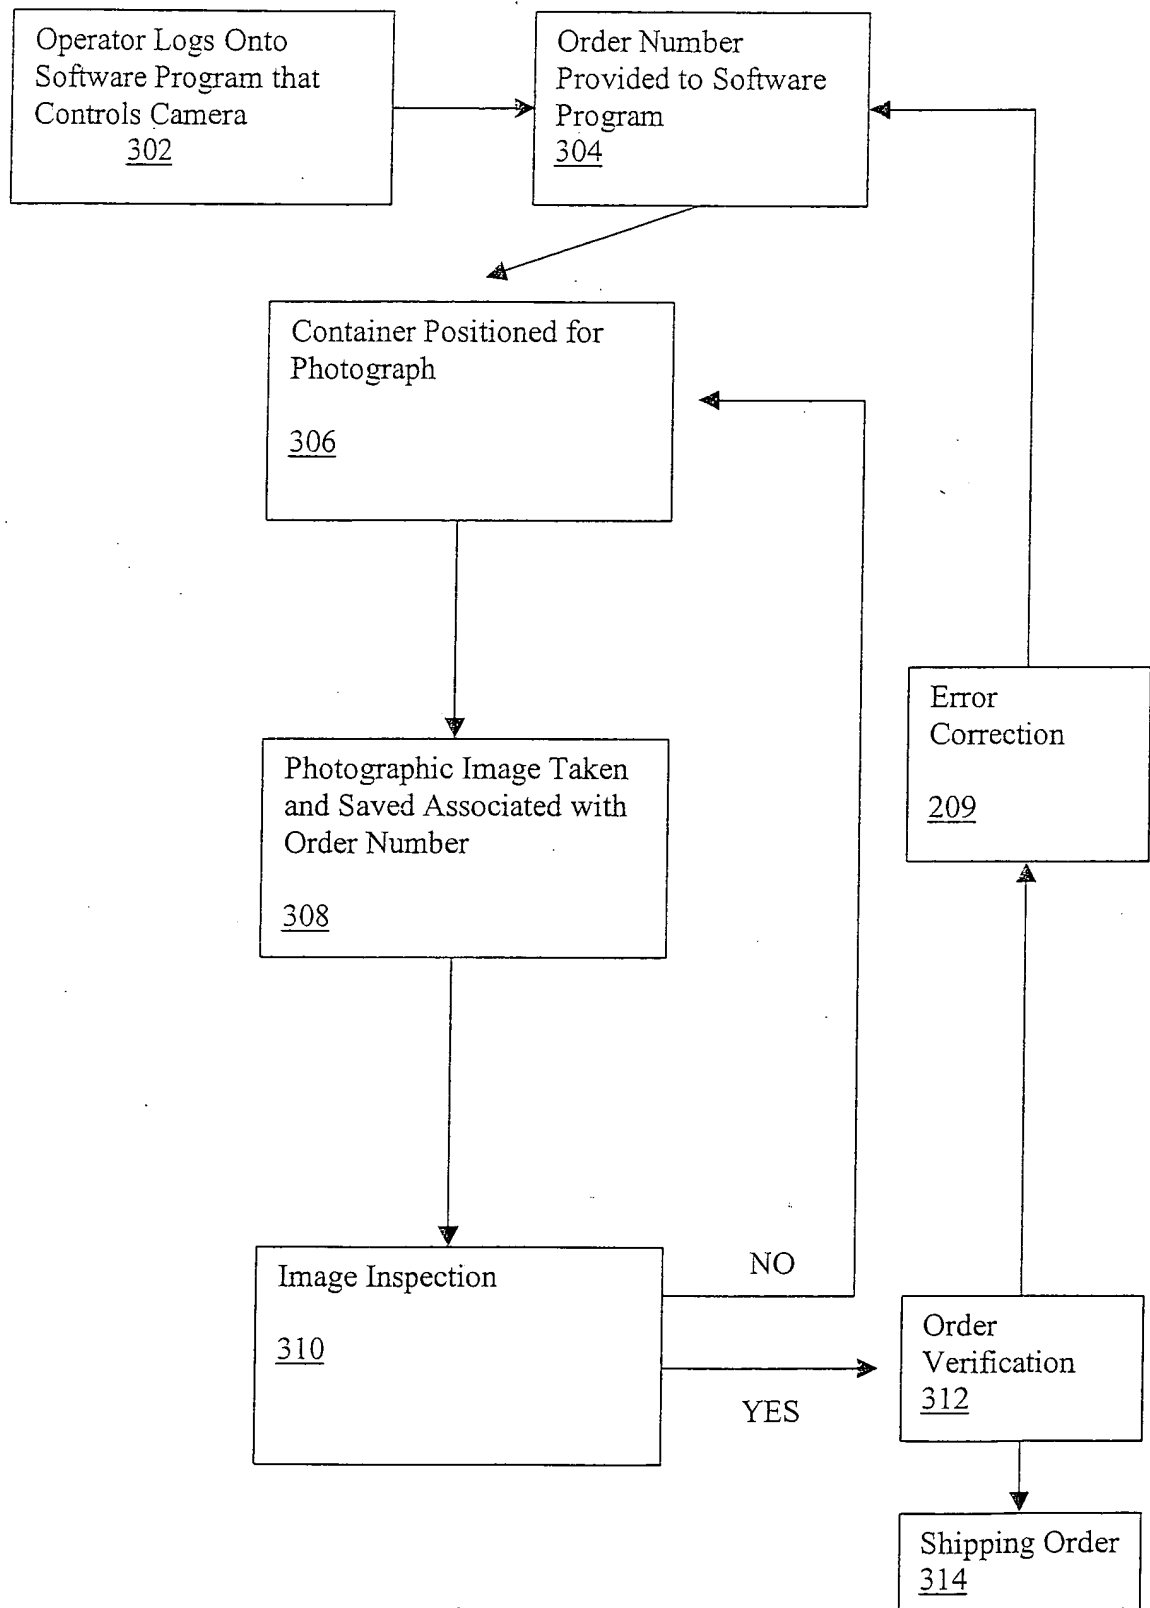 Operator Logs Onto
Software Program that
Controls Camera
302
Order Number
Provided to Software
Program
304
Container Positioned for
Photograph
306
Photographic Image Taken
and Saved Associated with
Order Number
308
Error
Correction
209
Image Inspection
310
NO
YES
Order
Verification
312
Shipping Order
314